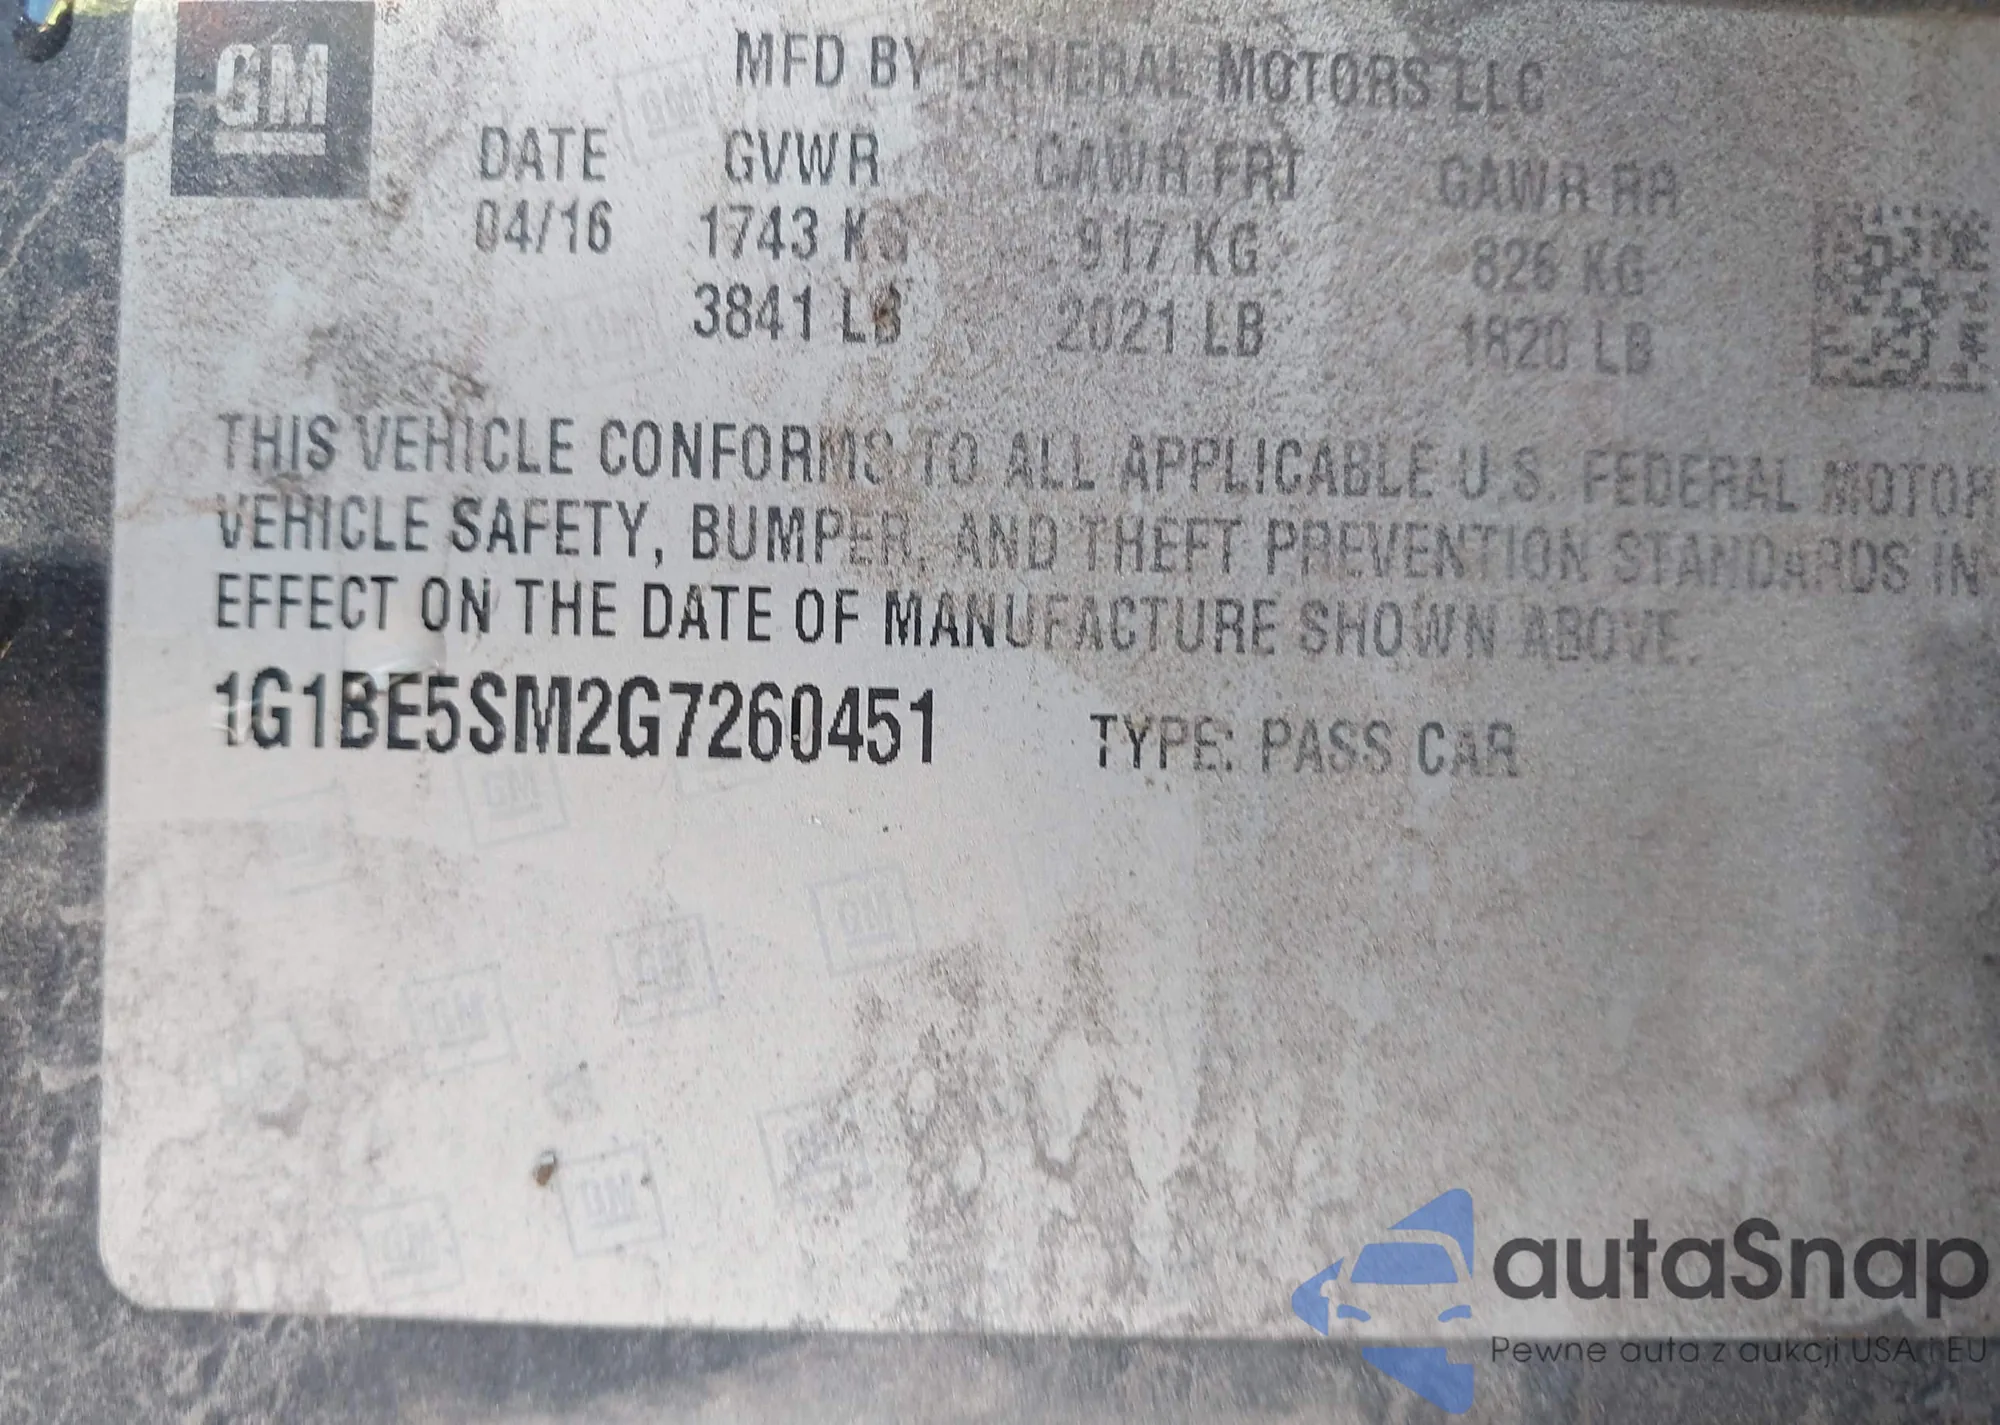 GM
MFD BY GENERAL MOTORS LLC
DATE GVWR GAWR FRT GAWR RR
04/16 1743 KG 917 KG 826 KG
3841 LB 2021 LB 1820 LB
THIS VEHICLE CONFORMS TO ALL APPLICABLE U.S. FEDERAL MOTOR
VEHICLE SAFETY, BUMPER, AND THEFT PREVENTION STANDARDS IN
EFFECT ON THE DATE OF MANUFACTURE SHOWN ABOVE.
1G1BE5SM2G7260451 TYPE: PASS CAR
autaSnap
Pewne auta z aukcji USA i EU